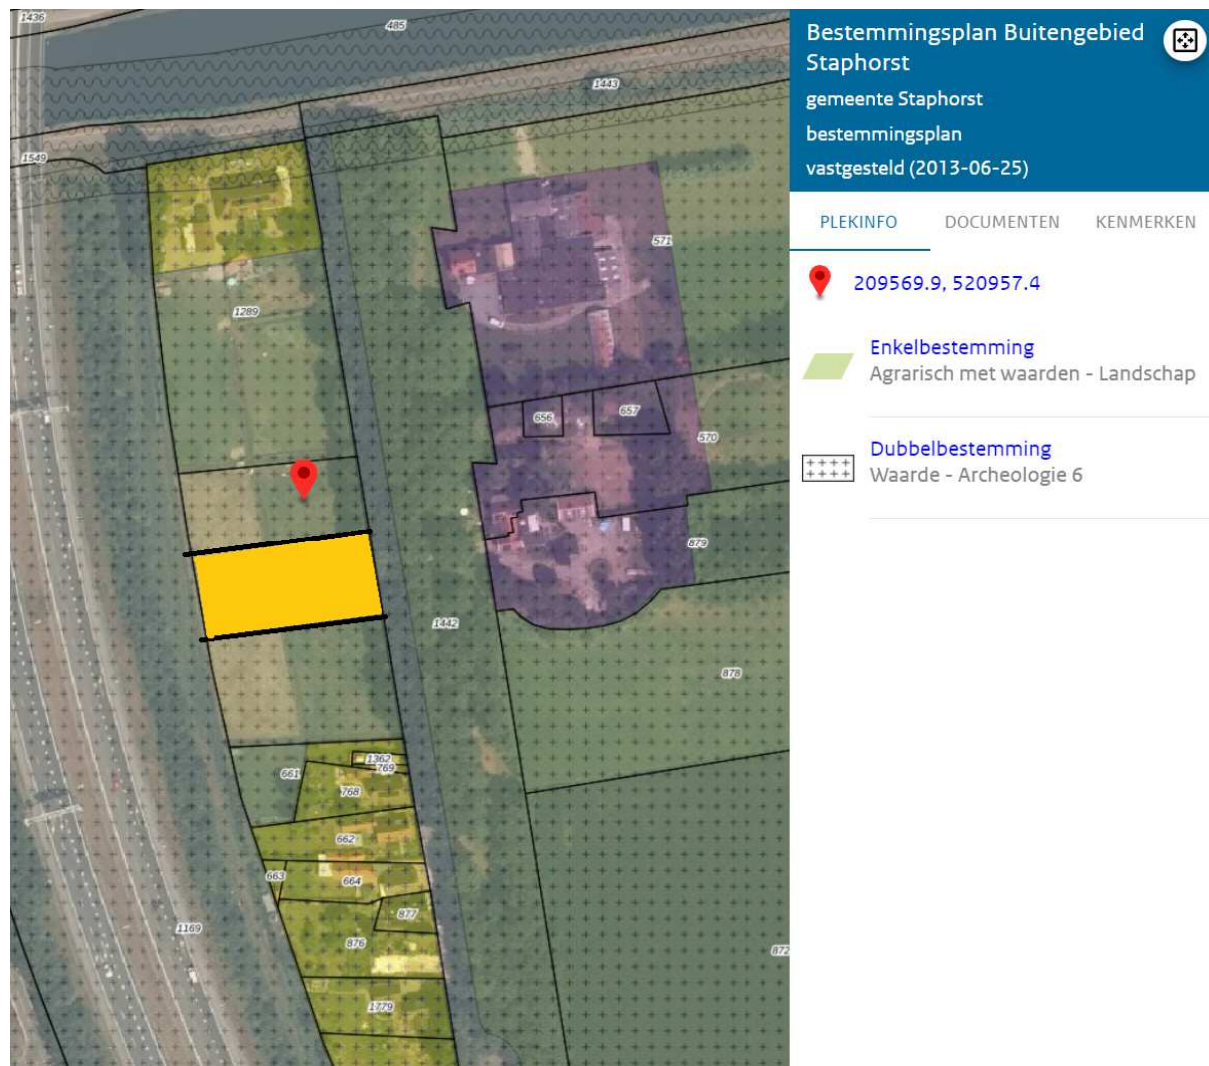 1436
485
1443
1549
571
1289
656
657
570
879
1442
878
1362
769
661
768
662
663
664
877
1169
876
872
1779
Bestemmingsplan Buitengebied
Staphorst
gemeente Staphorst
bestemmingsplan
vastgesteld (2013-06-25)
PLEKINFO DOCUMENTEN KENMERKEN
209569.9, 520957.4
Enkelbestemming
Agrarisch met waarden - Landschap
Dubbelbestemming
Waarde - Archeologie 6